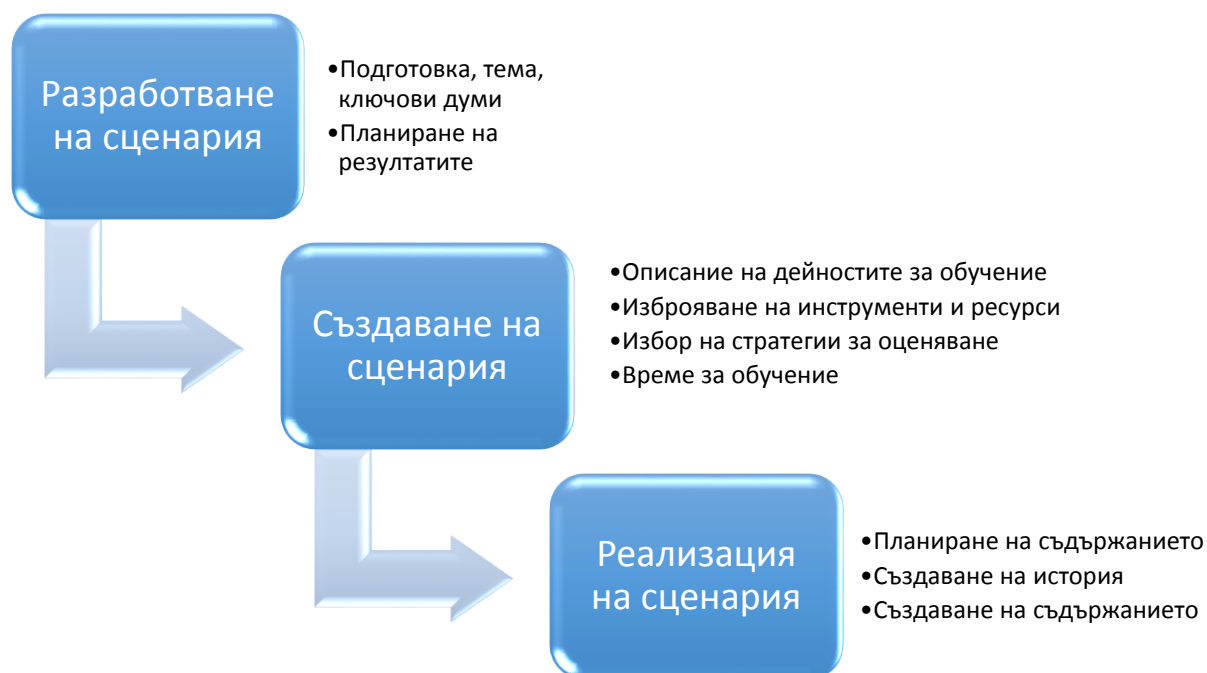 Разработване
на сценария
•Подготовка, тема,
ключови думи
•Планиране на
резултатите
Създаване на
сценария
•Описание на дейностите за обучение
•Изброяване на инструменти и ресурси
•Избор на стратегии за оценяване
•Време за обучение
Реализация
на сценария
•Планиране на съдържанието
•Създаване на история
•Създаване на съдържанието